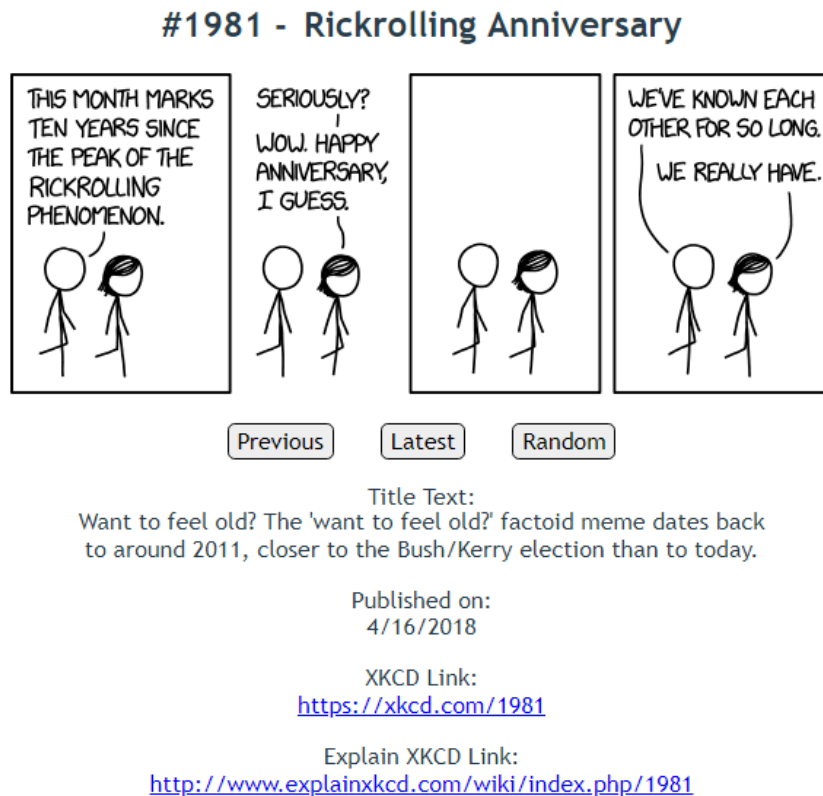 #1981 - Rickrolling Anniversary
THIS MONTH MARKS
TEN YEARS SINCE
THE PEAK OF THE
RICKROLLING
PHENOMENON.
SERIOUSLY?
WOW. HAPPY
ANNIVERSARY,
I GUESS.
WE'VE KNOWN EACH
OTHER FOR SO LONG.
WE REALLY HAVE.
Previous
Latest
Random
Title Text:
Want to feel old? The 'want to feel old?' factoid meme dates back
to around 2011, closer to the Bush/Kerry election than to today.
Published on:
4/16/2018
XKCD Link:
https://xkcd.com/1981
Explain XKCD Link:
http://www.explainxkcd.com/wiki/index.php/1981